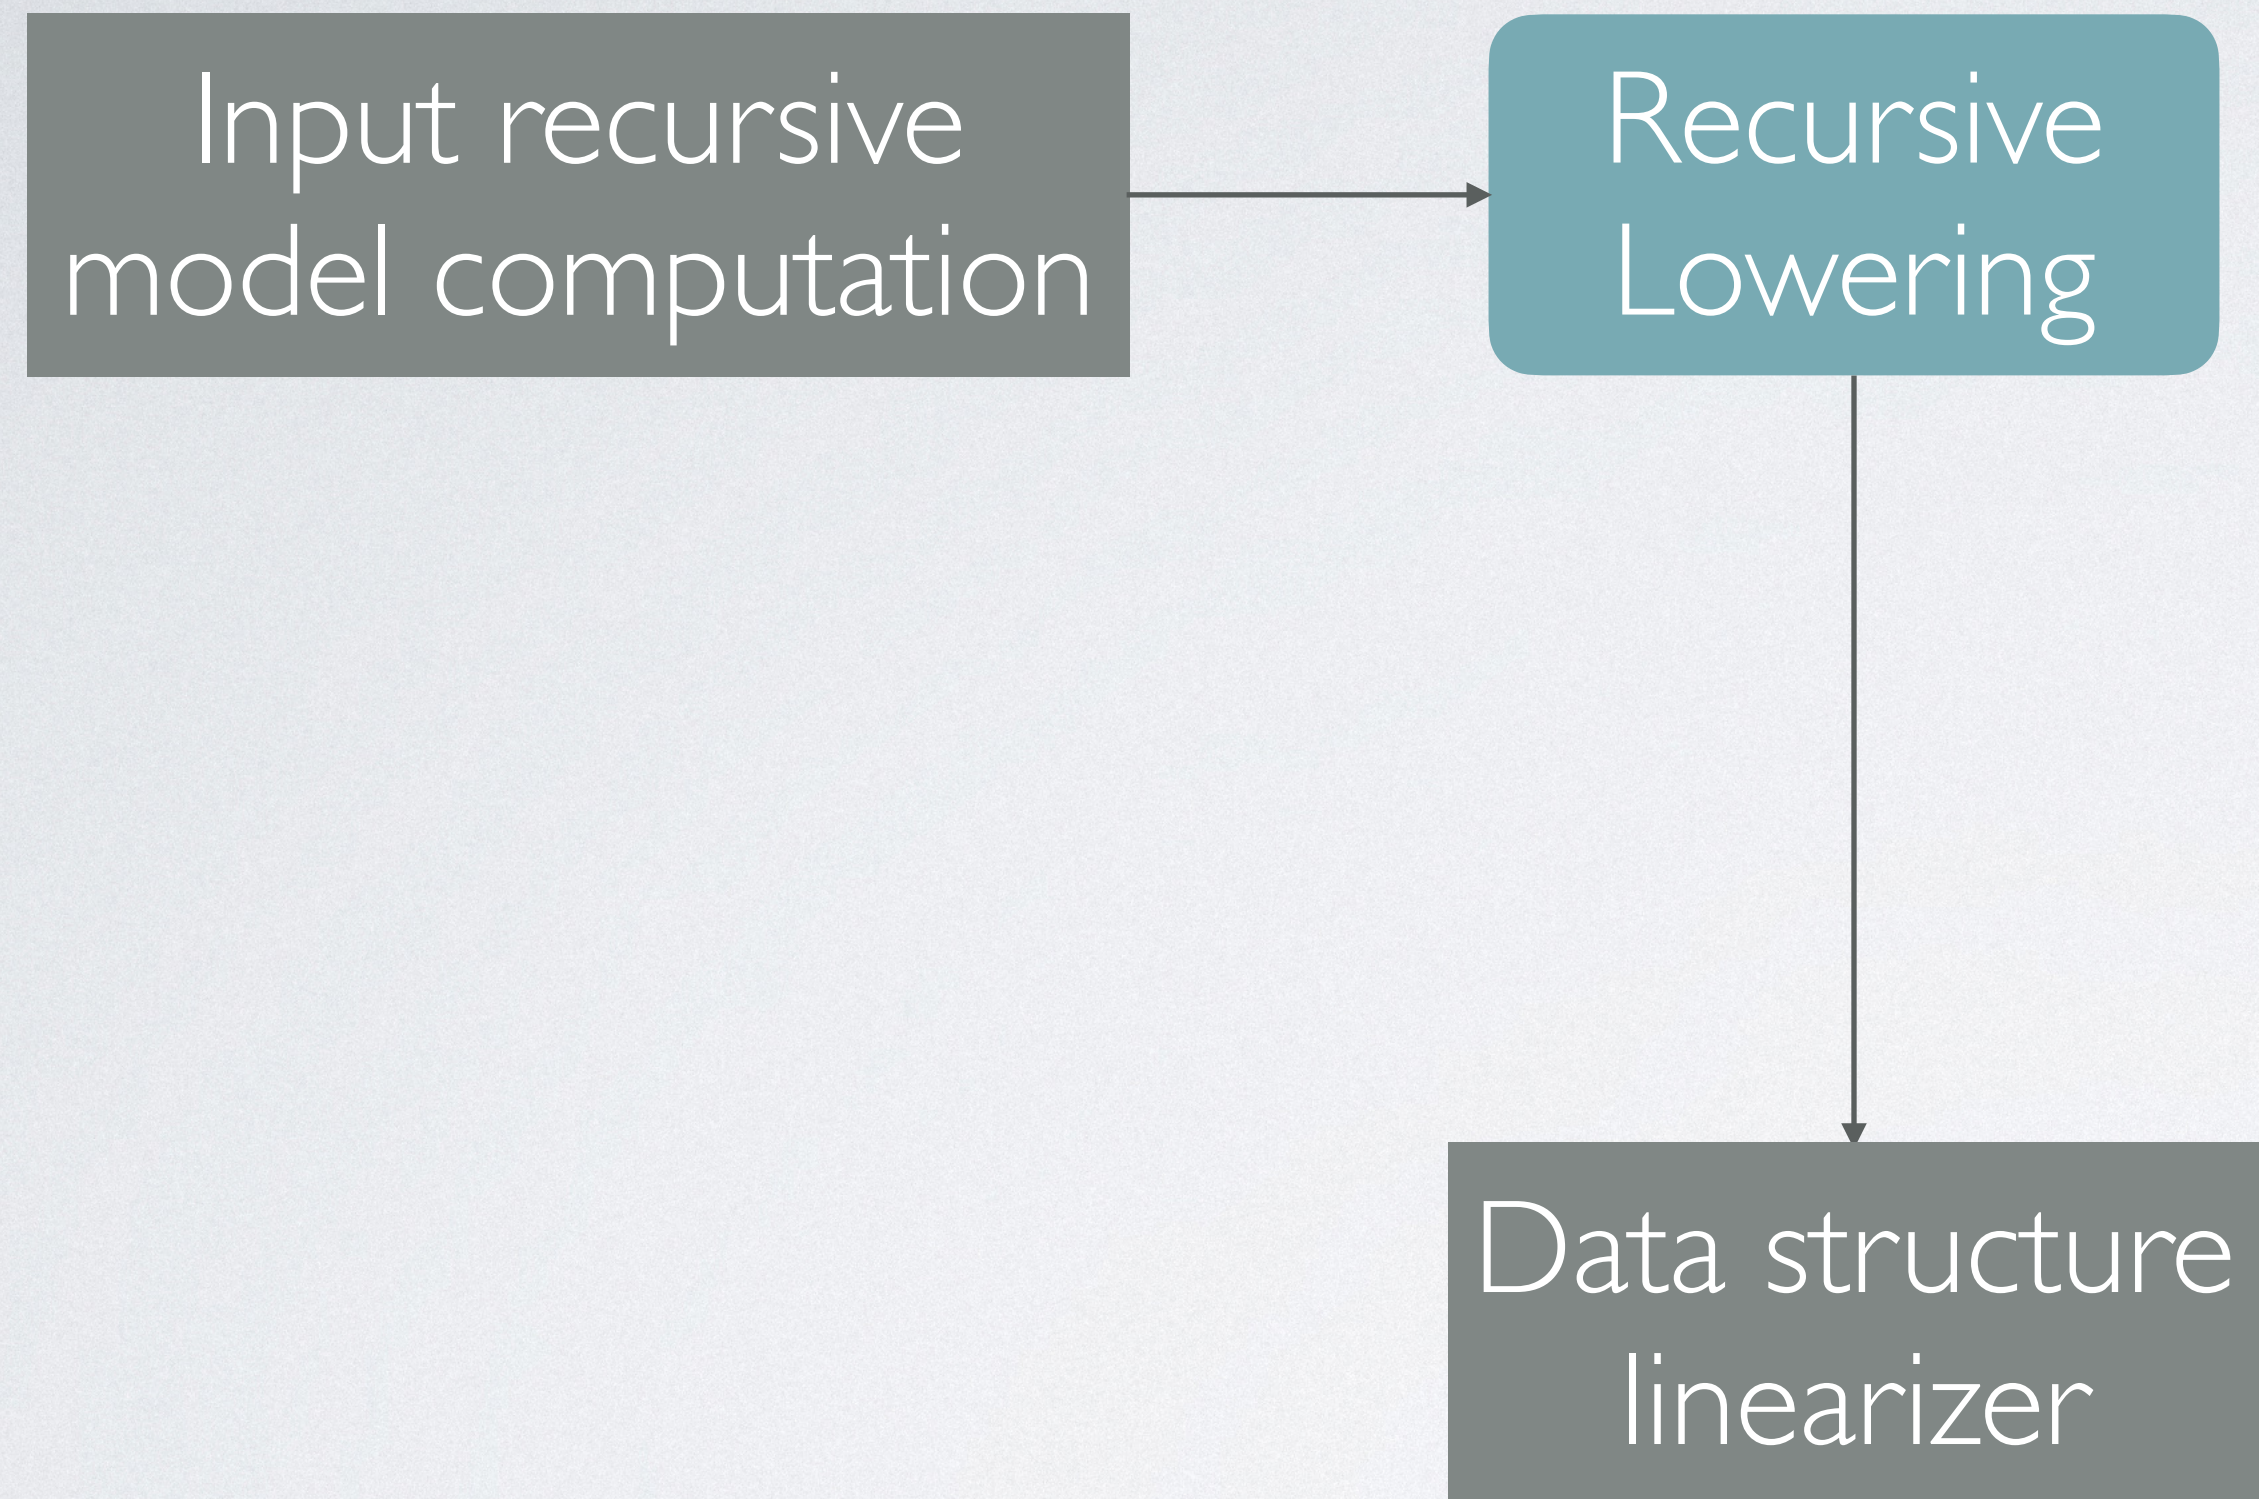 Input recursive
model computation
Recursive
Lowering
Data structure
linearizer